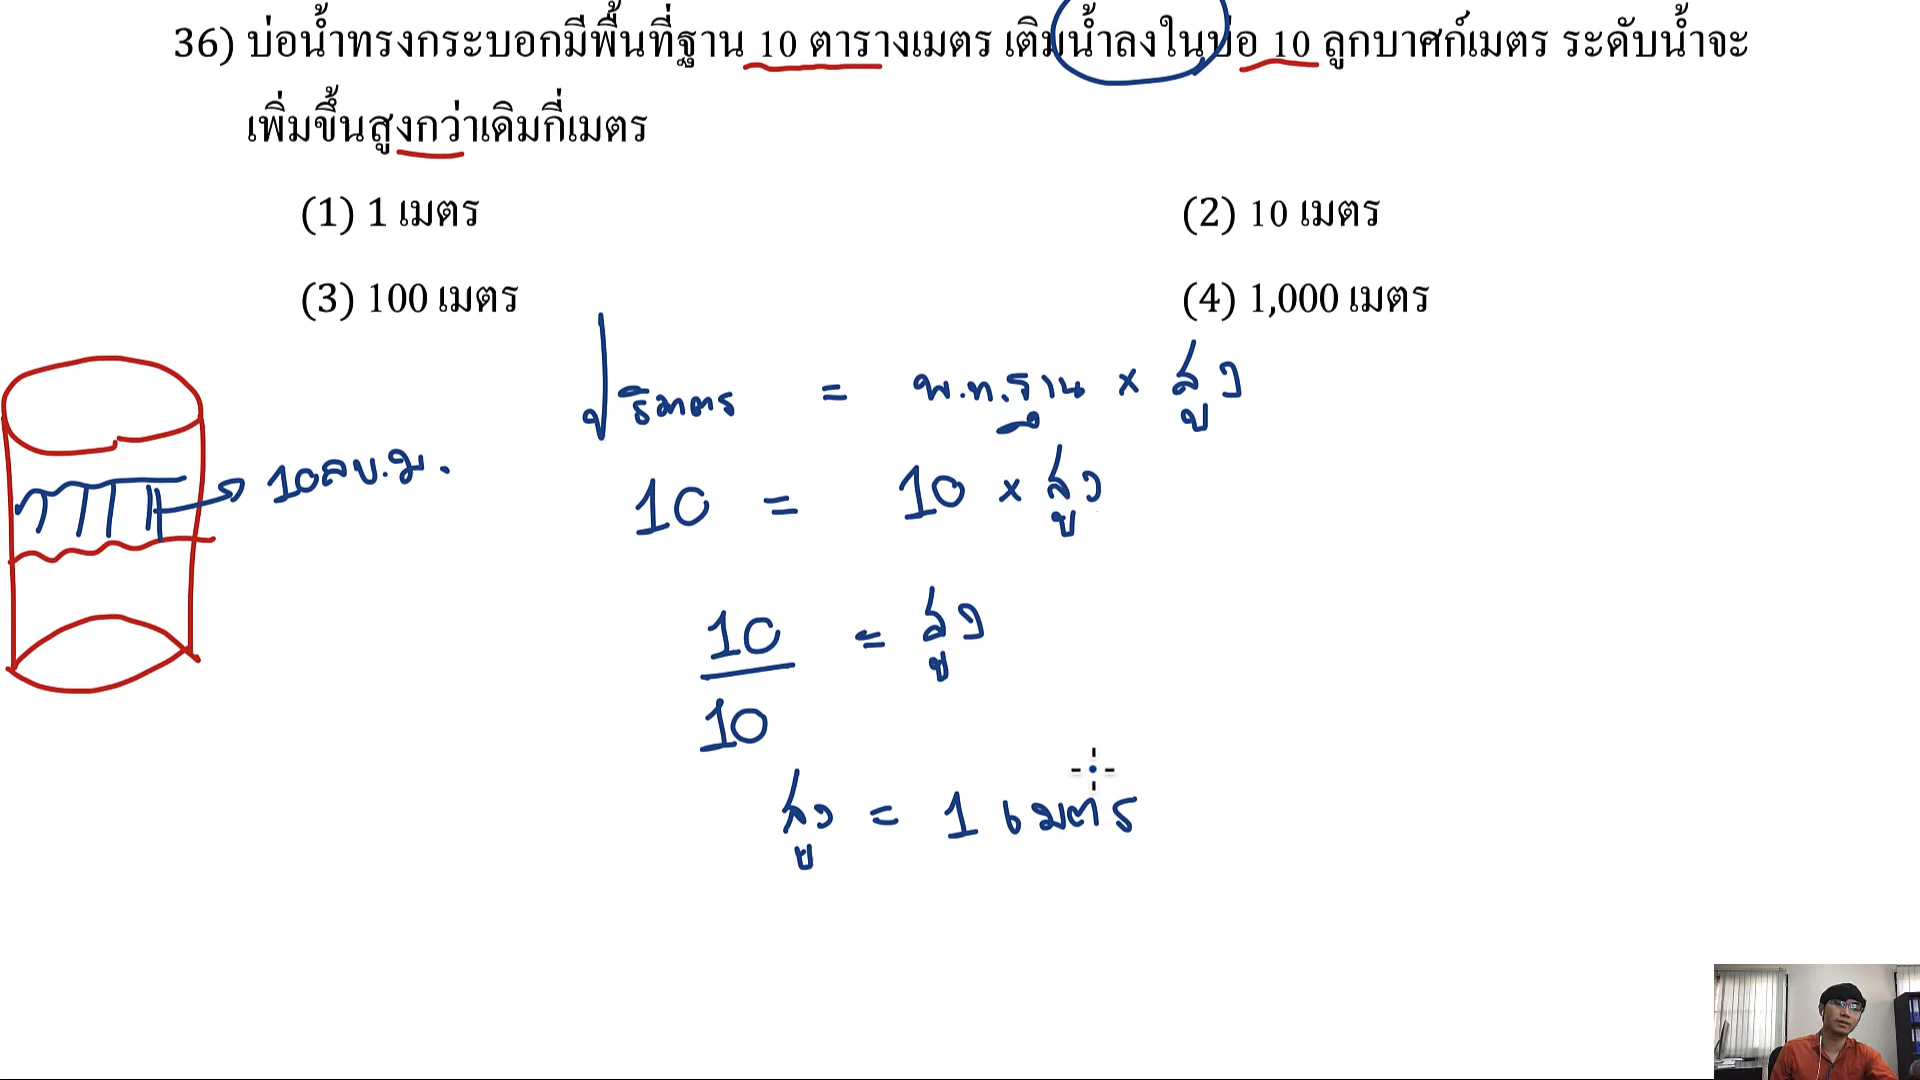 36) บ่อน้ำทรงกระบอกมีพื้นที่ฐาน 10 ตารางเมตร เติมน้ำลงในบ่อ 10 ลูกบาศก์เมตร ระดับน้ำจะ
เพิ่มขึ้นสูงกว่าเดิมกี่เมตร
(1) 1 เมตร
(2) 10 เมตร
(3) 100 เมตร
(4) 1,000 เมตร
ปริมาตร = พ.ท.ฐาน × สูง
10 ลบ.ม.
10 = 10 × สูง
10/10 = สูง
สูง = 1 เมตร